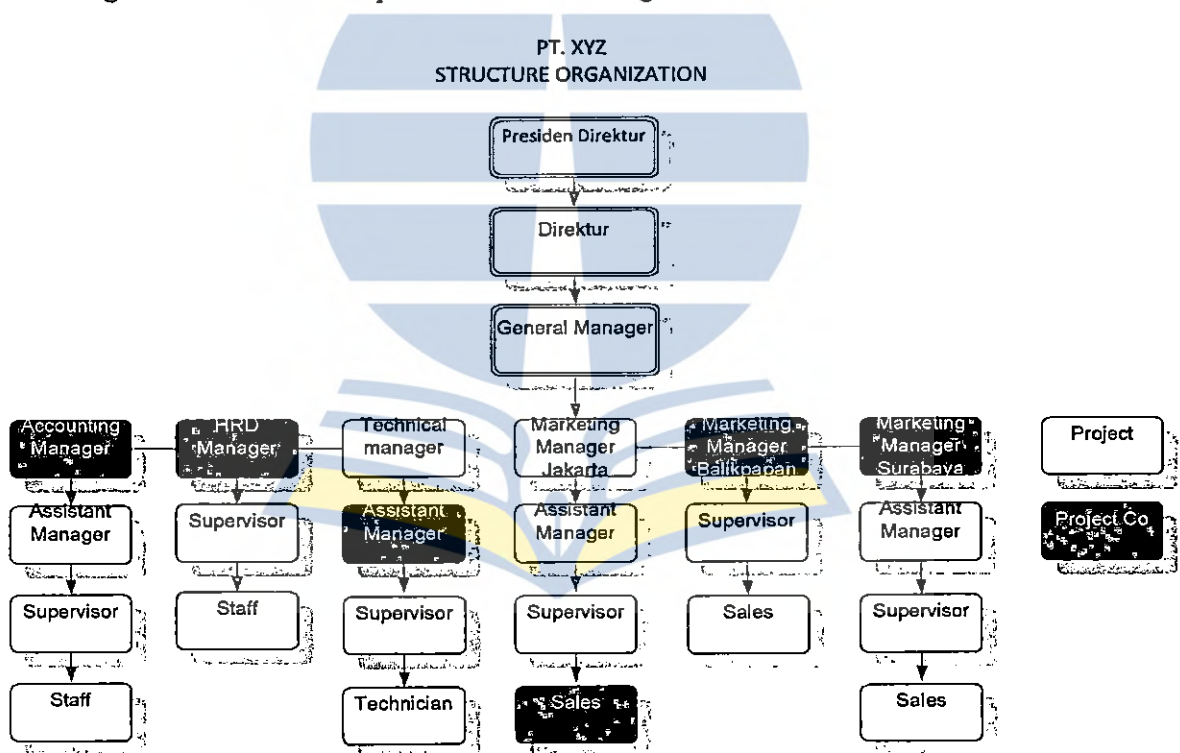 PT. XYZ
STRUCTURE ORGANIZATION
Presiden Direktur
Direktur
General Manager
Accounting
Manager
HRD
Manager
Technical
manager
Marketing
Manager
Jakarta
Marketing
Manager
Balikpapan
Marketing
Manager
Surabaya
Project
Assistant
Manager
Supervisor
Assistant
Manager
Assistant
Manager
Supervisor
Assistant
Manager
Project Co
Supervisor
Staff
Supervisor
Supervisor
Sales
Supervisor
Staff
Technician
Sales
Sales